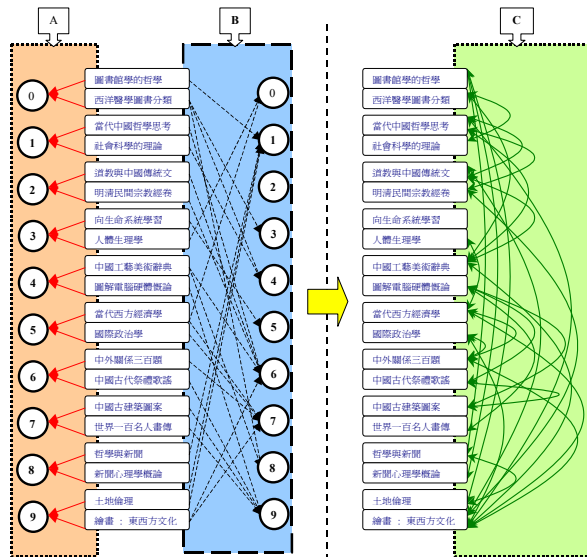 A
B
C
0
1
2
3
4
5
6
7
8
9
圖書館學的哲學
西洋醫學圖書分類
當代中國哲學思考
社會科學的理論
道教與中國傳統文
明清民間宗教經卷
向生命系統學習
人體生理學
中國工藝美術辭典
圖解電腦硬體概論
當代西方經濟學
國際政治學
中外關係三百題
中國古代祭禮歌謠
中國古建築圖案
世界一百名人畫傳
哲學與新聞
新聞心理學概論
土地倫理
繪畫 : 東西方文化
0
1
2
3
4
5
6
7
8
9
圖書館學的哲學
西洋醫學圖書分類
當代中國哲學思考
社會科學的理論
道教與中國傳統文
明清民間宗教經卷
向生命系統學習
人體生理學
中國工藝美術辭典
圖解電腦硬體概論
當代西方經濟學
國際政治學
中外關係三百題
中國古代祭禮歌謠
中國古建築圖案
世界一百名人畫傳
哲學與新聞
新聞心理學概論
土地倫理
繪畫 : 東西方文化